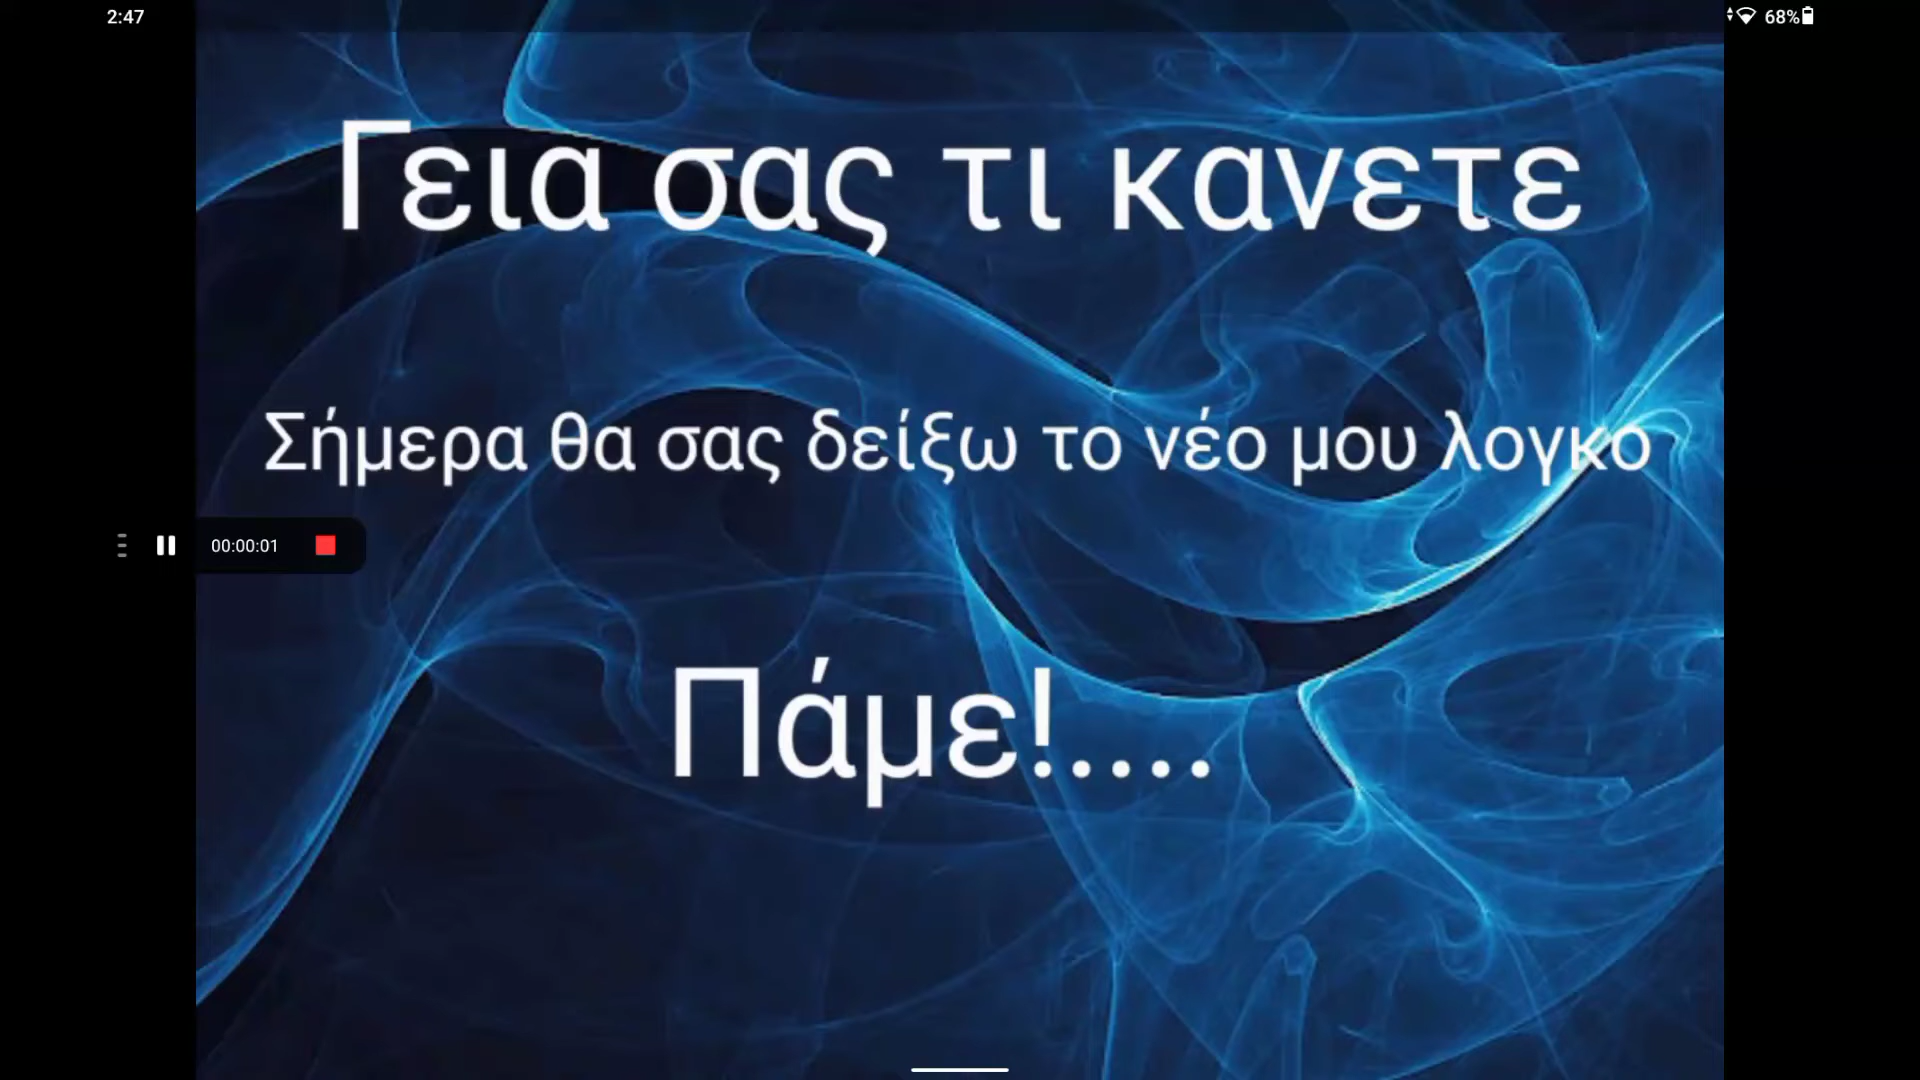 2:47
68%
Γεια σας τι κανετε
Σήμερα θα σας δείξω το νέο μου λογκο
00:00:01
Πάμε!....